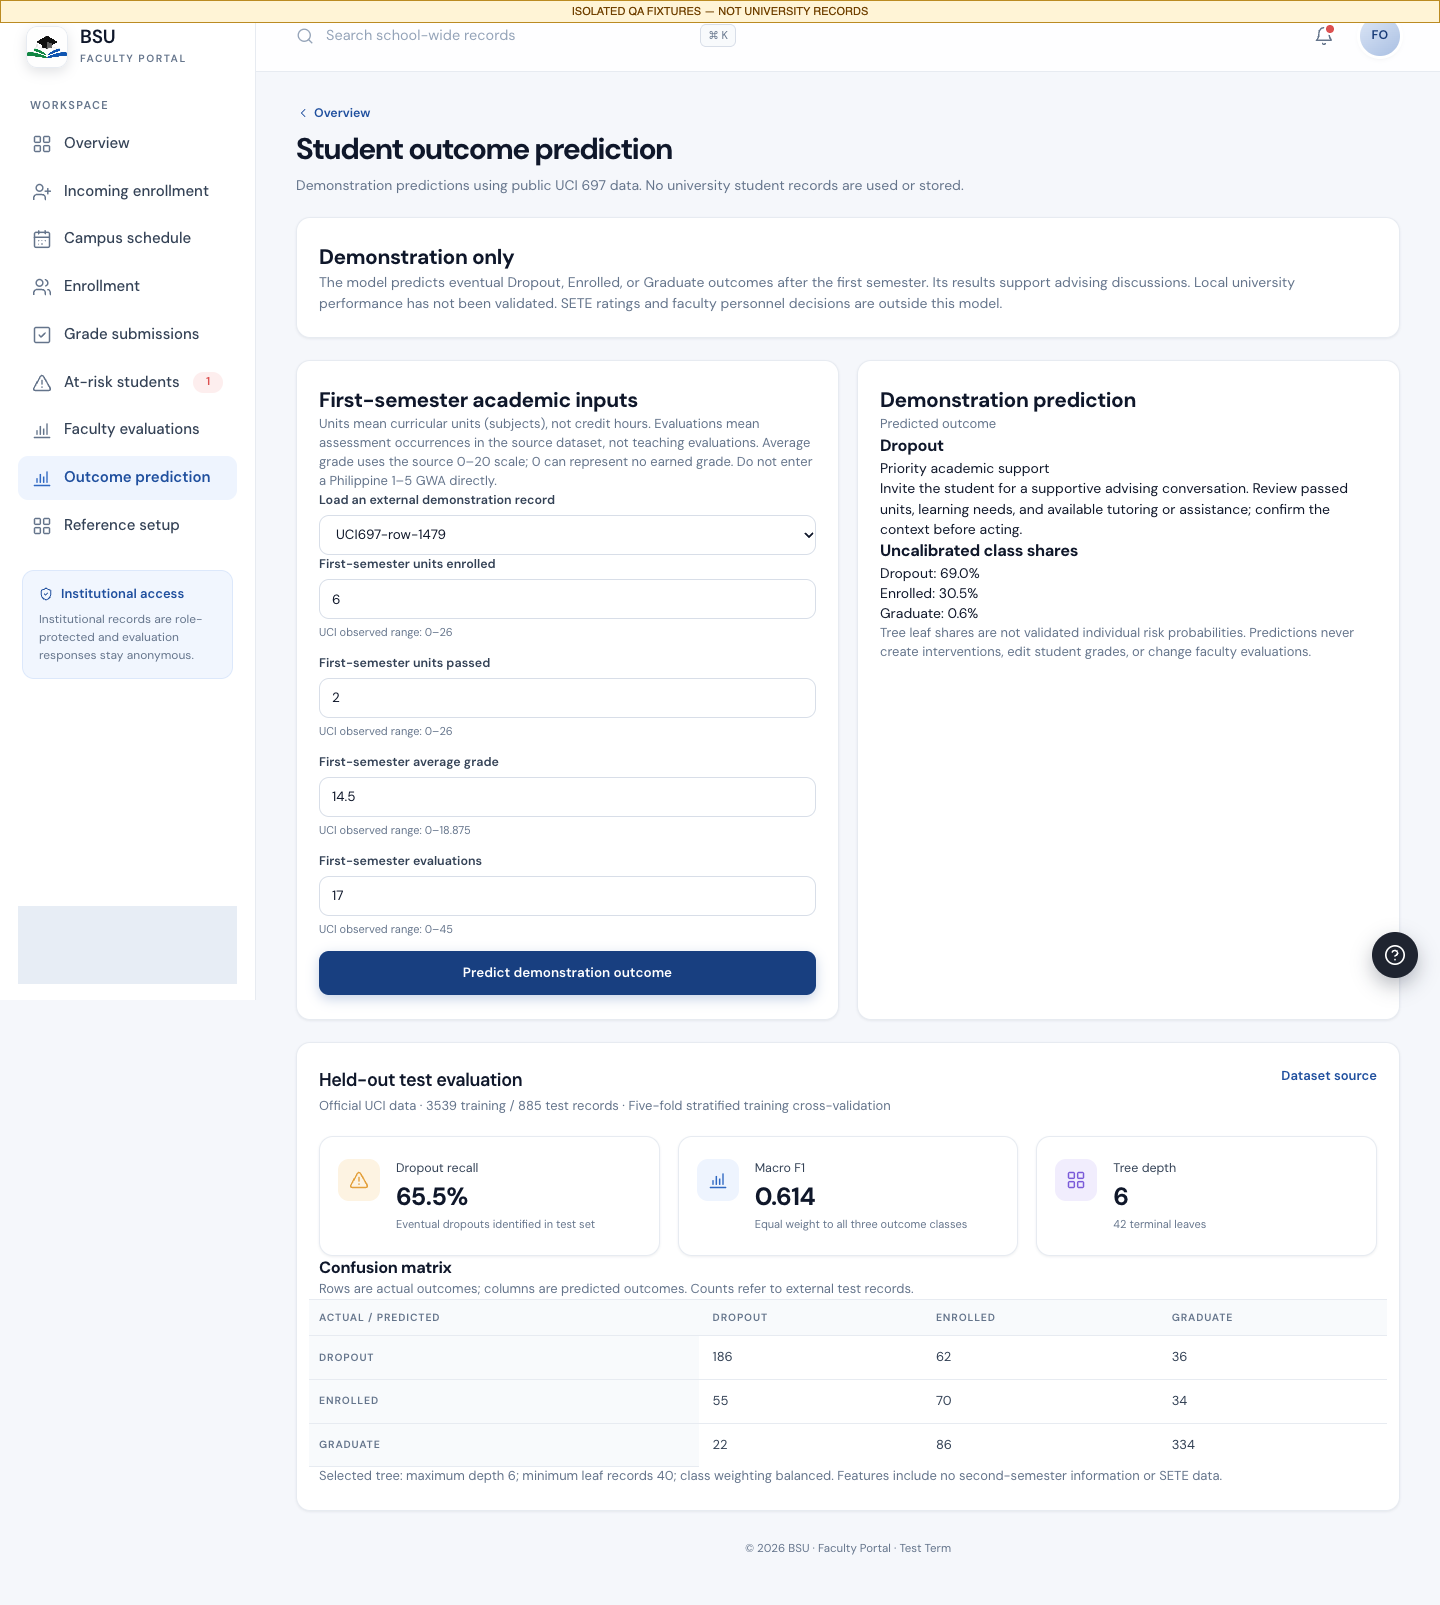 ISOLATED QA FIXTURES — NOT UNIVERSITY RECORDS
BSU
FACULTY PORTAL
Search school-wide records
⌘ K
FO
WORKSPACE
Overview
Incoming enrollment
Campus schedule
Enrollment
Grade submissions
At-risk students 1
Faculty evaluations
Outcome prediction
Reference setup
Institutional access
Institutional records are role-
protected and evaluation
responses stay anonymous.
Overview
Student outcome prediction
Demonstration predictions using public UCI 697 data. No university student records are used or stored.
Demonstration only
The model predicts eventual Dropout, Enrolled, or Graduate outcomes after the first semester. Its results support advising discussions. Local university
performance has not been validated. SETE ratings and faculty personnel decisions are outside this model.
First-semester academic inputs
Units mean curricular units (subjects), not credit hours. Evaluations mean
assessment occurrences in the source dataset, not teaching evaluations. Average
grade uses the source 0–20 scale; 0 can represent no earned grade. Do not enter
a Philippine 1–5 GWA directly.
Load an external demonstration record
UCI697-row-1479
First-semester units enrolled
6
UCI observed range: 0–26
First-semester units passed
2
UCI observed range: 0–26
First-semester average grade
14.5
UCI observed range: 0–18.875
First-semester evaluations
17
UCI observed range: 0–45
Predict demonstration outcome
Demonstration prediction
Predicted outcome
Dropout
Priority academic support
Invite the student for a supportive advising conversation. Review passed
units, learning needs, and available tutoring or assistance; confirm the
context before acting.
Uncalibrated class shares
Dropout: 69.0%
Enrolled: 30.5%
Graduate: 0.6%
Tree leaf shares are not validated individual risk probabilities. Predictions never
create interventions, edit student grades, or change faculty evaluations.
Held-out test evaluation
Dataset source
Official UCI data · 3539 training / 885 test records · Five-fold stratified training cross-validation
Dropout recall
65.5%
Eventual dropouts identified in test set
Macro F1
0.614
Equal weight to all three outcome classes
Tree depth
6
42 terminal leaves
Confusion matrix
Rows are actual outcomes; columns are predicted outcomes. Counts refer to external test records.
ACTUAL / PREDICTED DROPOUT ENROLLED GRADUATE
DROPOUT 186 62 36
ENROLLED 55 70 34
GRADUATE 22 86 334
Selected tree: maximum depth 6; minimum leaf records 40; class weighting balanced. Features include no second-semester information or SETE data.
© 2026 BSU · Faculty Portal · Test Term